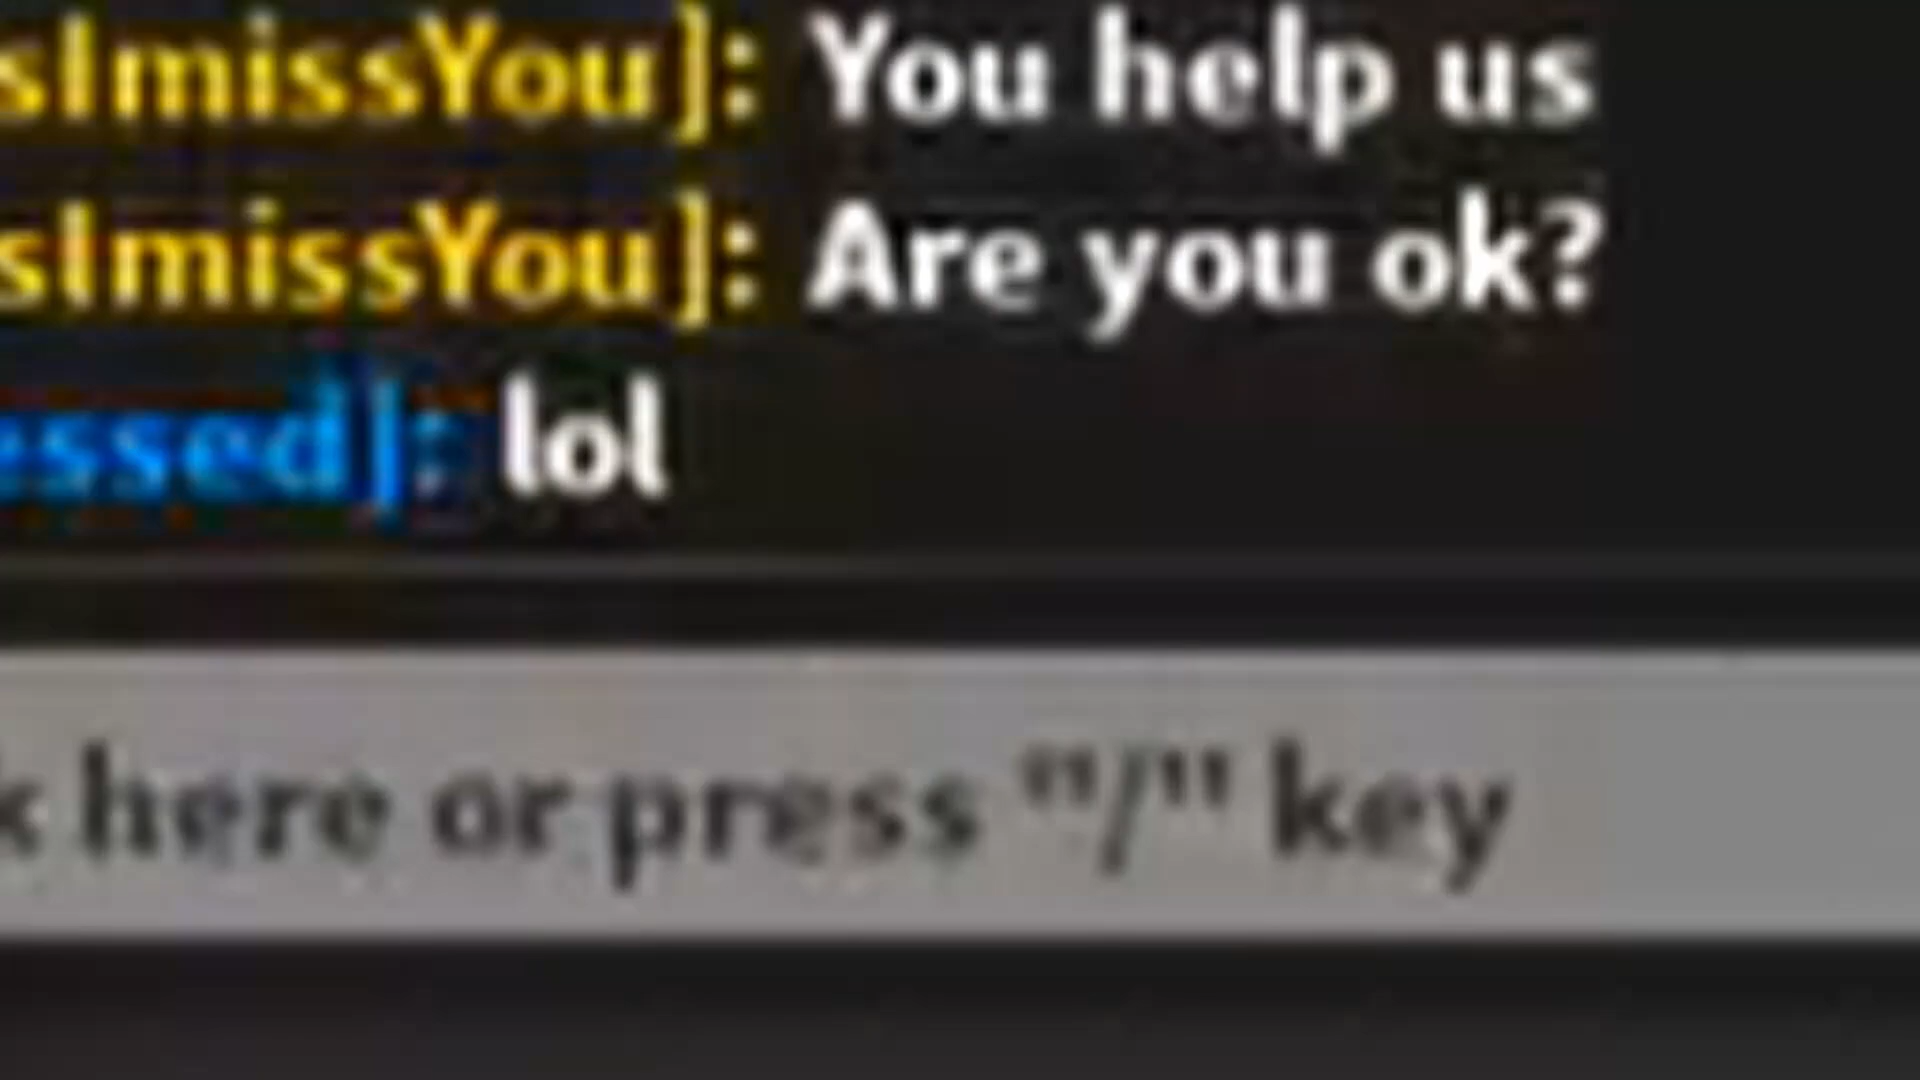 sImissYou]: You help us
sImissYou]: Are you ok?
essed]: lol
k here or press "/" key